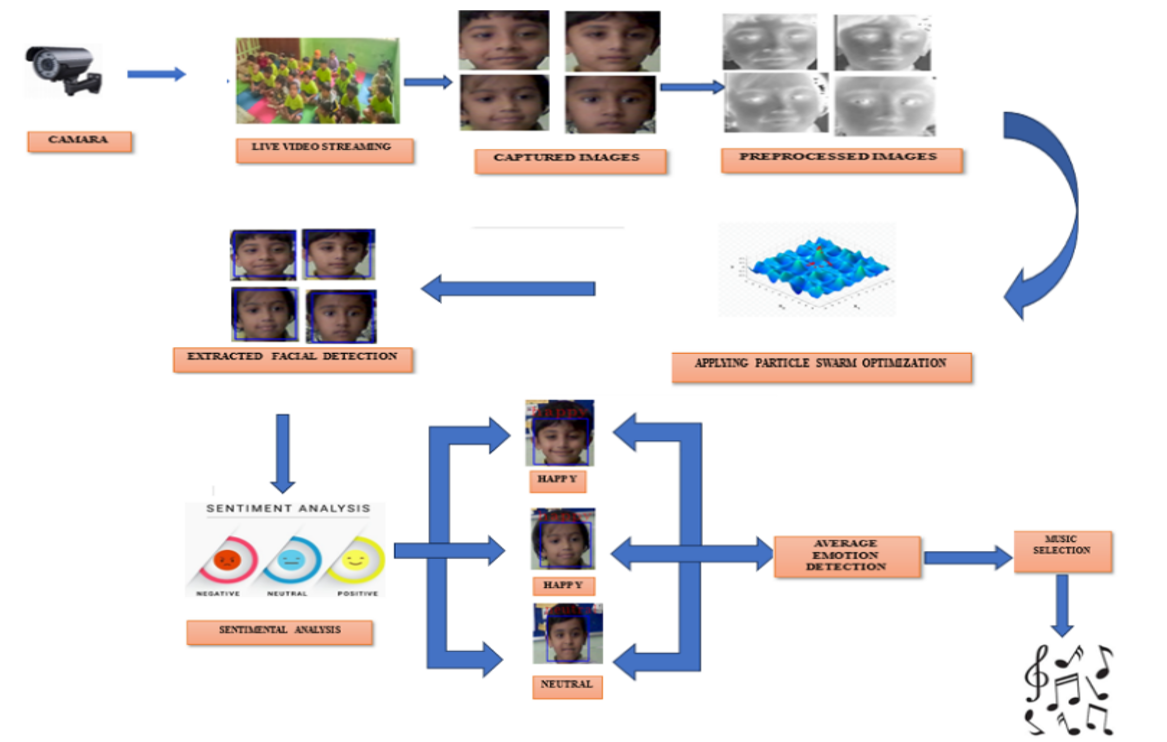 CAMARA
LIVE VIDEO STREAMING
CAPTURED IMAGES
PREPROCESSED IMAGES
EXTRACTED FACIAL DETECTION
APPLYING PARTICLE SWARM OPTIMIZATION
happy
HAPPY
SENTIMENT ANALYSIS
NEGATIVE
NEUTRAL
POSITIVE
SENTIMENTAL ANALYSIS
HAPPY
NEUTRAL
AVERAGE
EMOTION
DETECTION
MUSIC
SELECTION